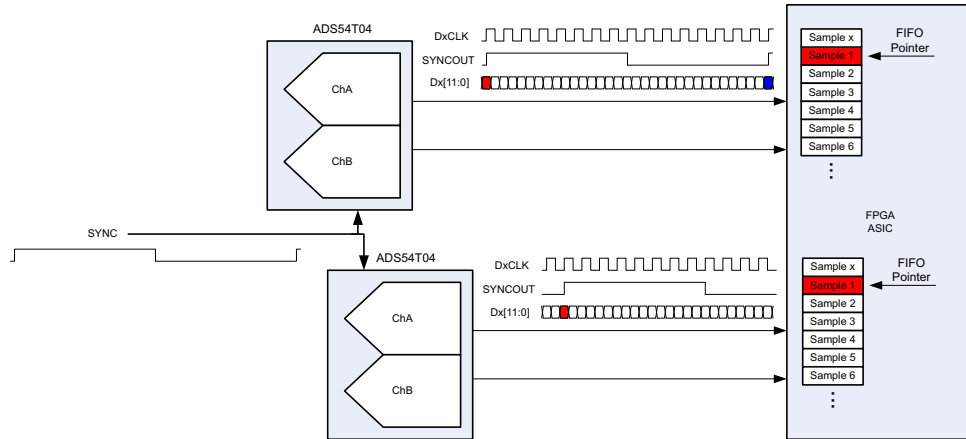 ADS54T04
DxCLK
SYNCOUT
Dx[11:0]
ChA
ChB
Sample x
Sample 1
Sample 2
Sample 3
Sample 4
Sample 5
Sample 6
FIFO
Pointer
SYNC
FPGA
ASIC
ADS54T04
DxCLK
SYNCOUT
Dx[11:0]
ChA
ChB
Sample x
Sample 1
Sample 2
Sample 3
Sample 4
Sample 5
Sample 6
FIFO
Pointer